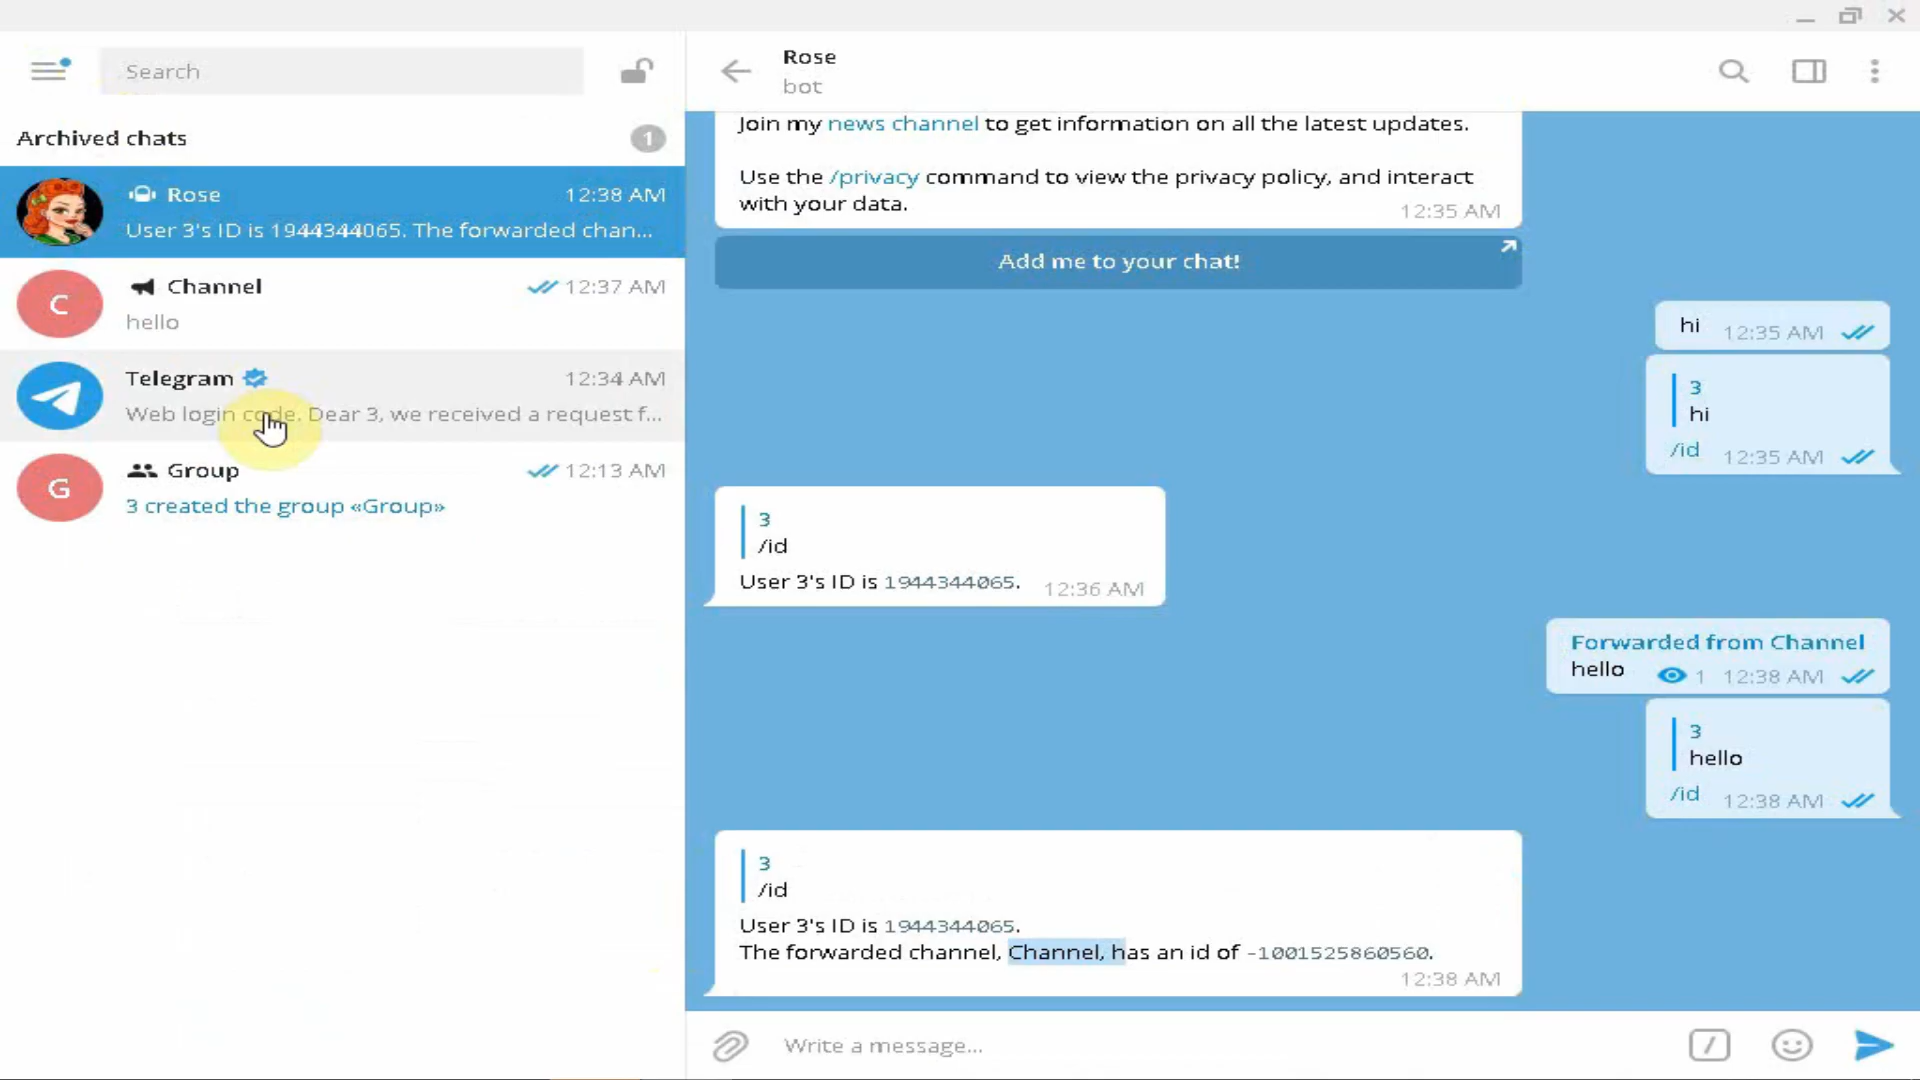 Search
Archived chats
1
Rose
12:38 AM
User 3's ID is 1944344065. The forwarded chan...
C
Channel
12:37 AM
hello
Telegram
12:34 AM
Web login code. Dear 3, we received a request f...
G
Group
12:13 AM
3 created the group «Group»
Rose
bot
Join my news channel to get information on all the latest updates.
Use the /privacy command to view the privacy policy, and interact
with your data.
12:35 AM
Add me to your chat!
hi
12:35 AM
3
hi
/id
12:35 AM
3
/id
User 3's ID is 1944344065.
12:36 AM
Forwarded from Channel
hello
1
12:38 AM
3
hello
/id
12:38 AM
3
/id
User 3's ID is 1944344065.
The forwarded channel, Channel, has an id of -1001525860560.
12:38 AM
Write a message...